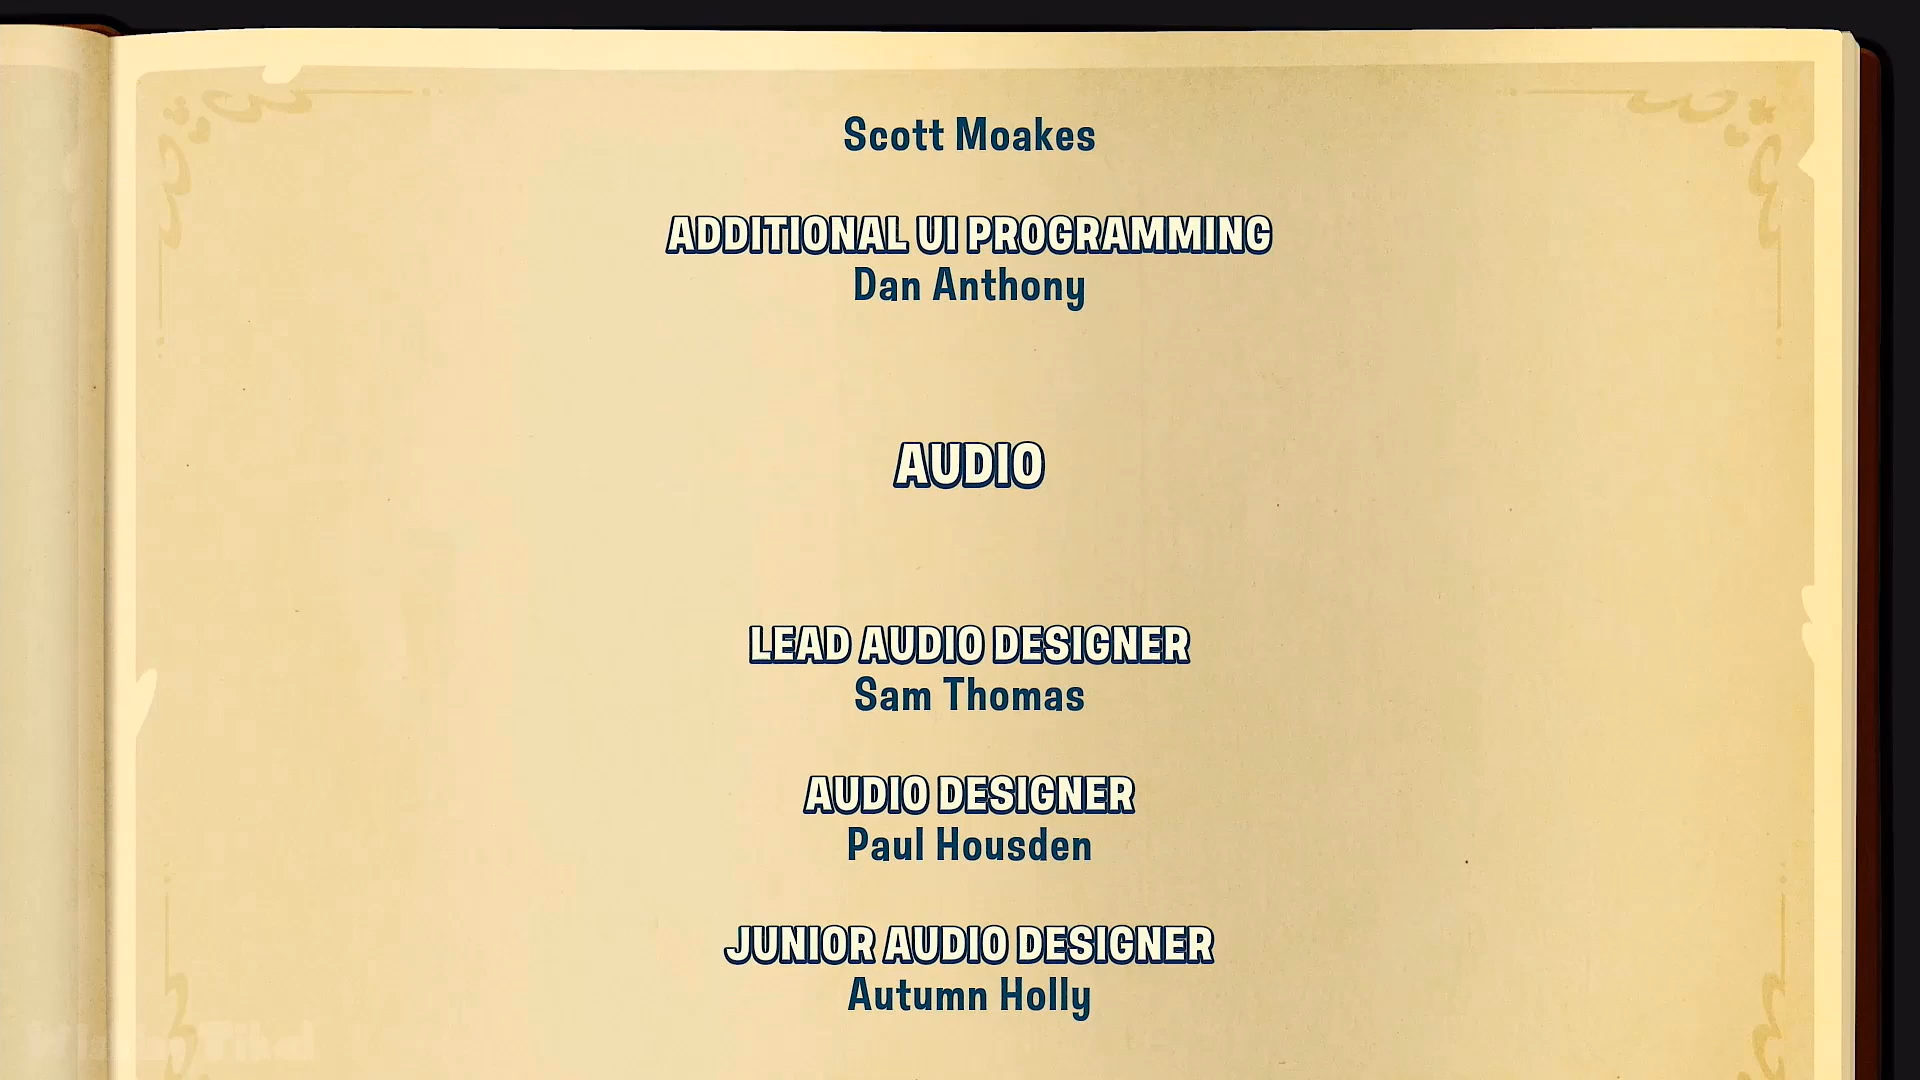 Scott Moakes
ADDITIONAL UI PROGRAMMING
Dan Anthony
AUDIO
LEAD AUDIO DESIGNER
Sam Thomas
AUDIO DESIGNER
Paul Housden
JUNIOR AUDIO DESIGNER
Autumn Holly